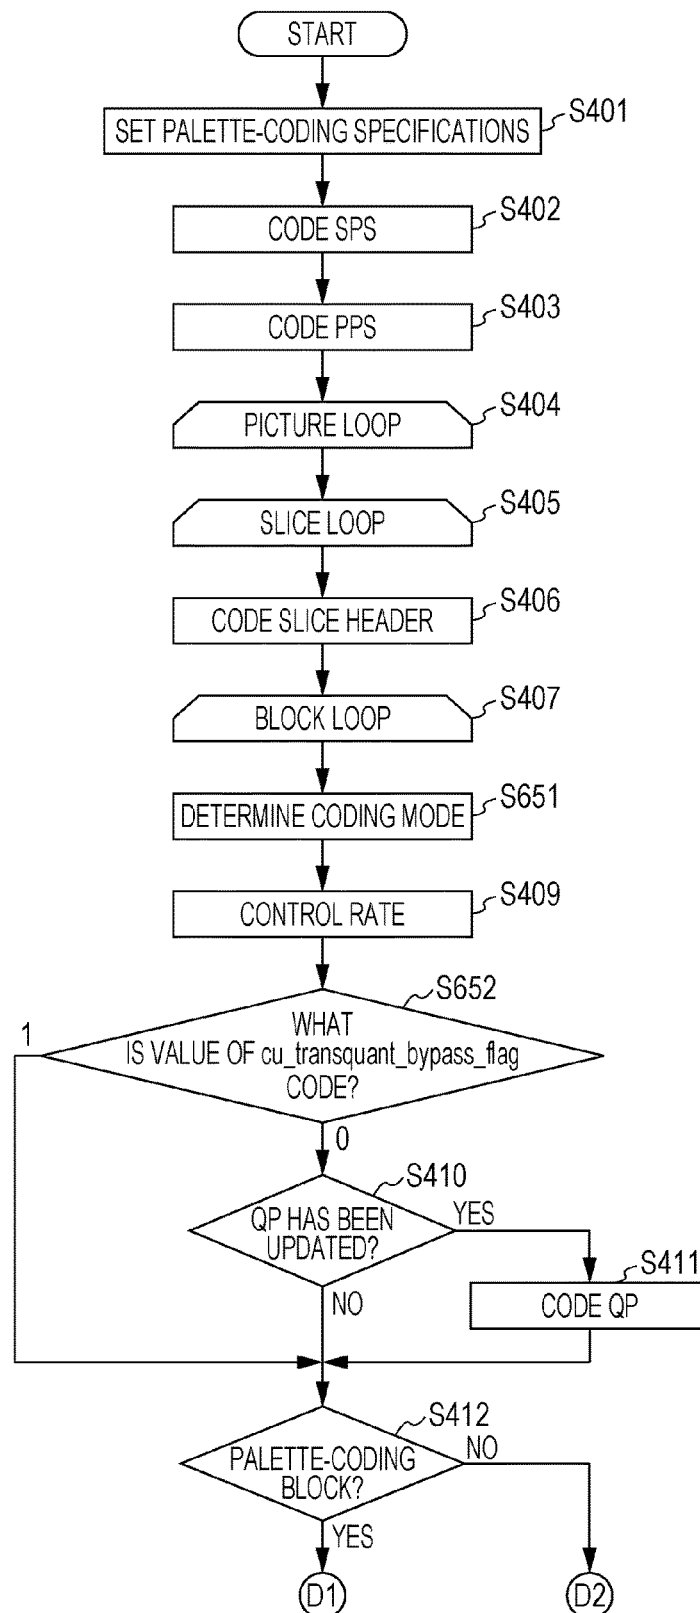 START
SET PALETTE-CODING SPECIFICATIONS
S401
CODE SPS
S402
CODE PPS
S403
PICTURE LOOP
S404
SLICE LOOP
S405
CODE SLICE HEADER
S406
BLOCK LOOP
S407
DETERMINE CODING MODE
S651
CONTROL RATE
S409
S652
1
WHAT
IS VALUE OF cu_transquant_bypass_flag
CODE?
0
S410
QP HAS BEEN
UPDATED?
YES
S411
CODE QP
NO
S412
PALETTE-CODING
BLOCK?
NO
YES
D1
D2